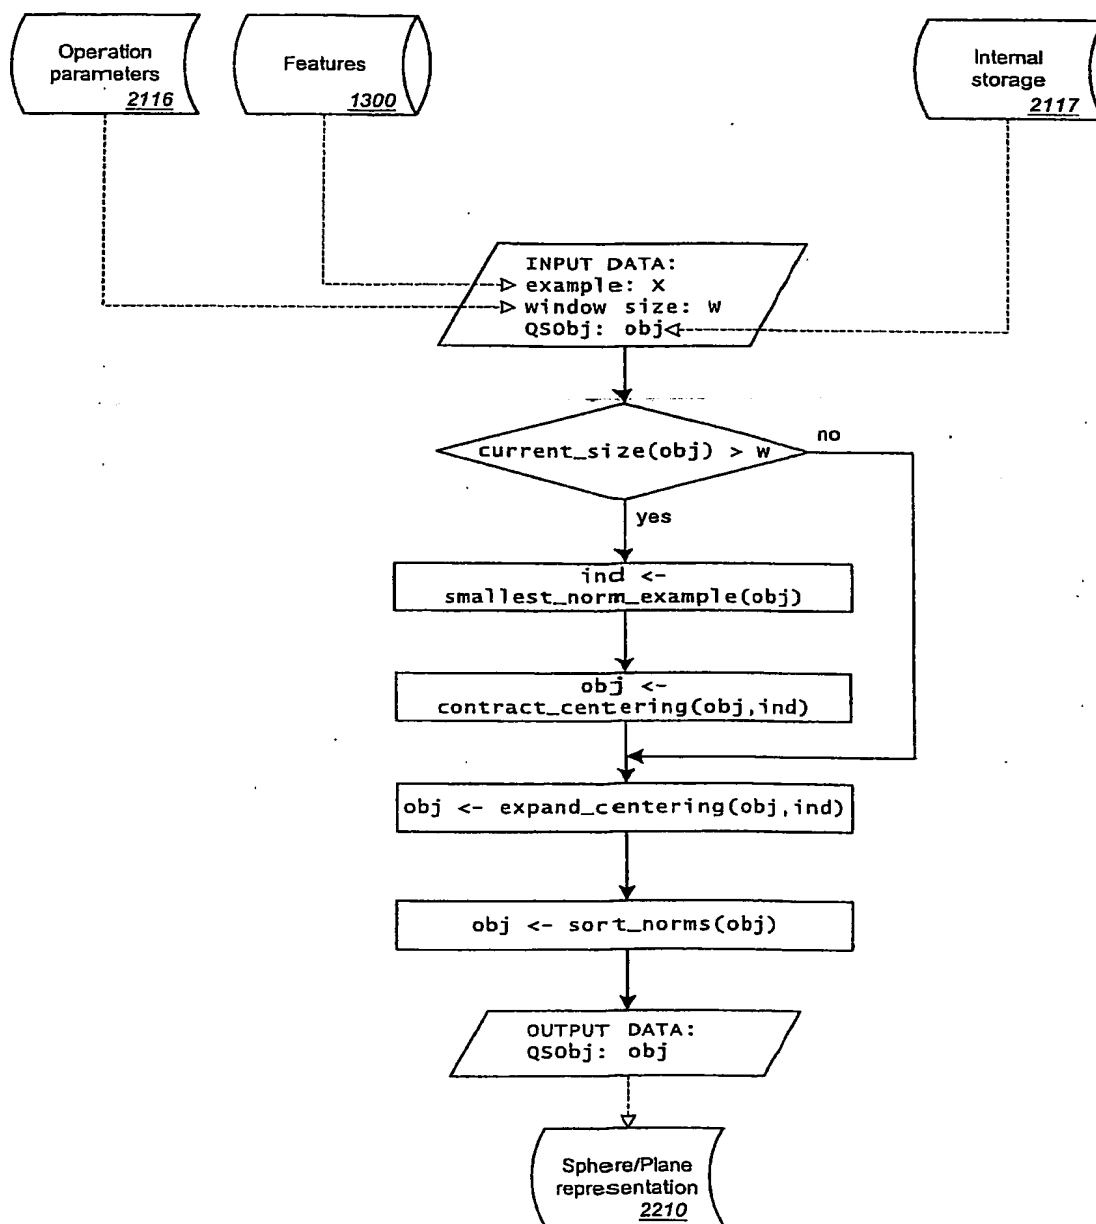 Operation
parameters
2116
Features
1300
Internal
storage
2117
INPUT DATA:
example: X
window size: W
QSObj: obj
current_size(obj) > W
no
yes
ind <-
smallest_norm_example(obj)
obj <-
contract_centering(obj,ind)
obj <- expand_centering(obj,ind)
obj <- sort_norms(obj)
OUTPUT DATA:
QSObj: obj
Sphere/Plane
representation
2210